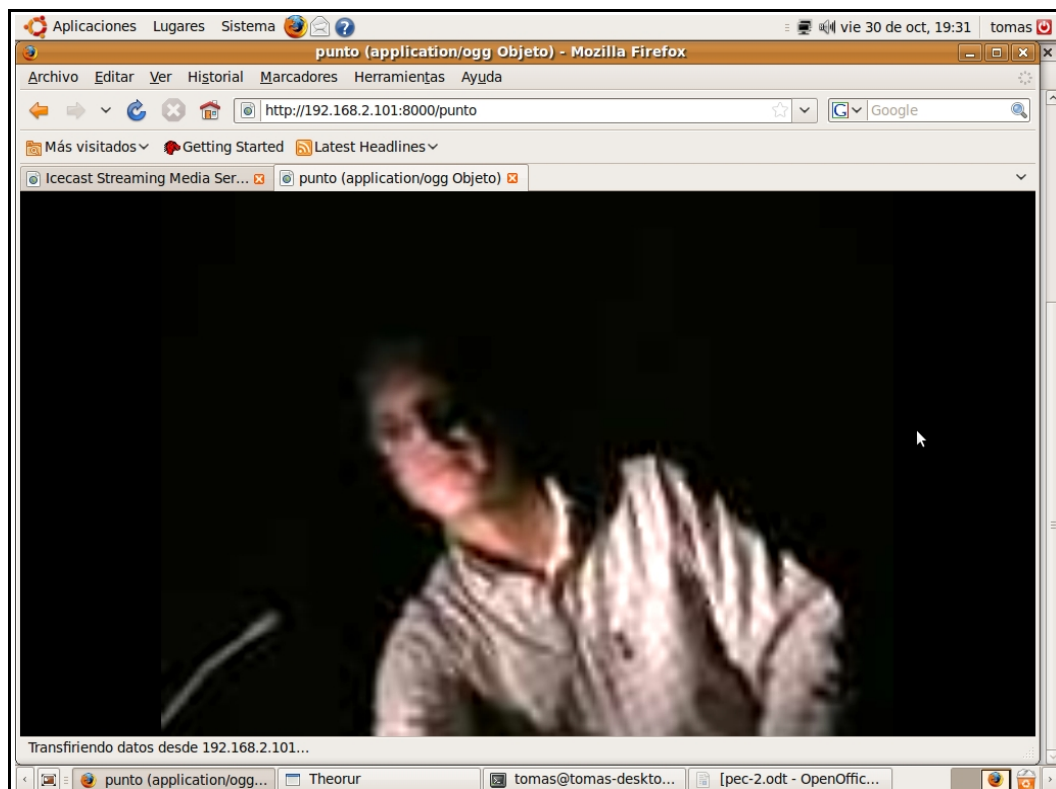 Aplicaciones Lugares Sistema vie 30 de oct, 19:31 tomas
punto (application/ogg Objeto) - Mozilla Firefox
Archivo Editar Ver Historial Marcadores Herramientas Ayuda
http://192.168.2.101:8000/punto Google
Más visitados Getting Started Latest Headlines
Icecast Streaming Media Ser... punto (application/ogg Objeto)
Transfiriendo datos desde 192.168.2.101...
punto (application/ogg... Theorur tomas@tomas-deskto... [pec-2.odt - OpenOffic...